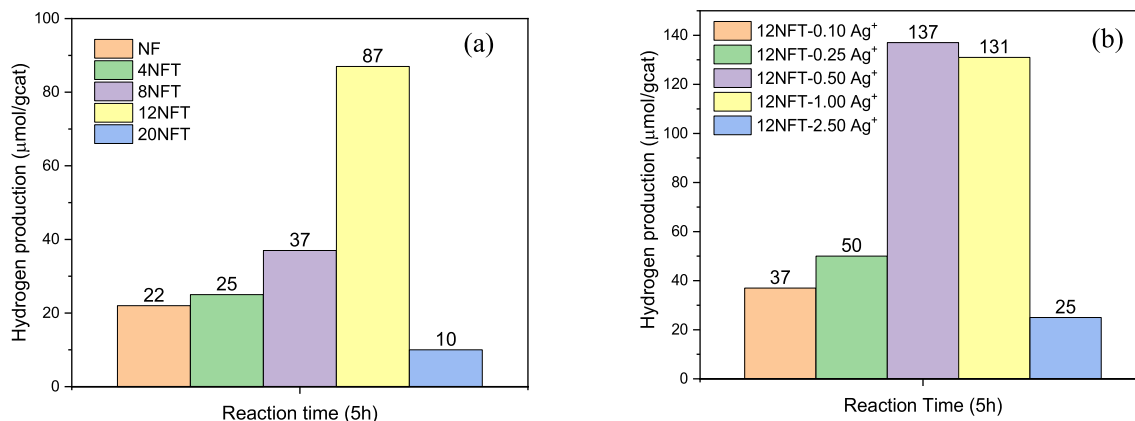 (a)
NF
4NFT
8NFT
12NFT
20NFT
Hydrogen production (μmol/gcat)
100
80
60
40
20
0
22
25
37
87
10
Reaction time (5h)
(b)
12NFT-0.10 Ag⁺
12NFT-0.25 Ag⁺
12NFT-0.50 Ag⁺
12NFT-1.00 Ag⁺
12NFT-2.50 Ag⁺
Hydrogen production (μmol/gcat)
140
120
100
80
60
40
20
0
37
50
137
131
25
Reaction Time (5h)